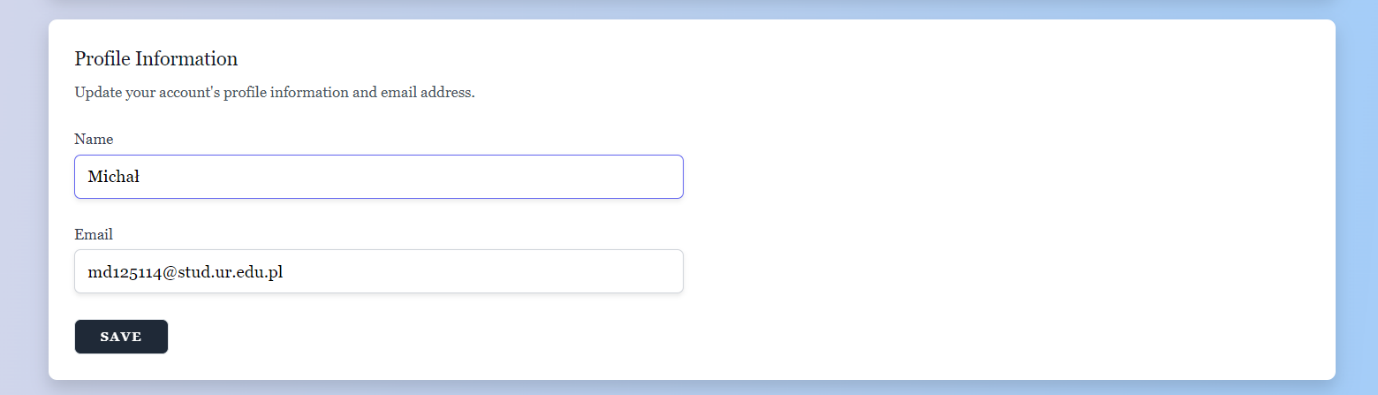 Profile Information
Update your account's profile information and email address.
Name
Michał
Email
md125114@stud.ur.edu.pl
SAVE